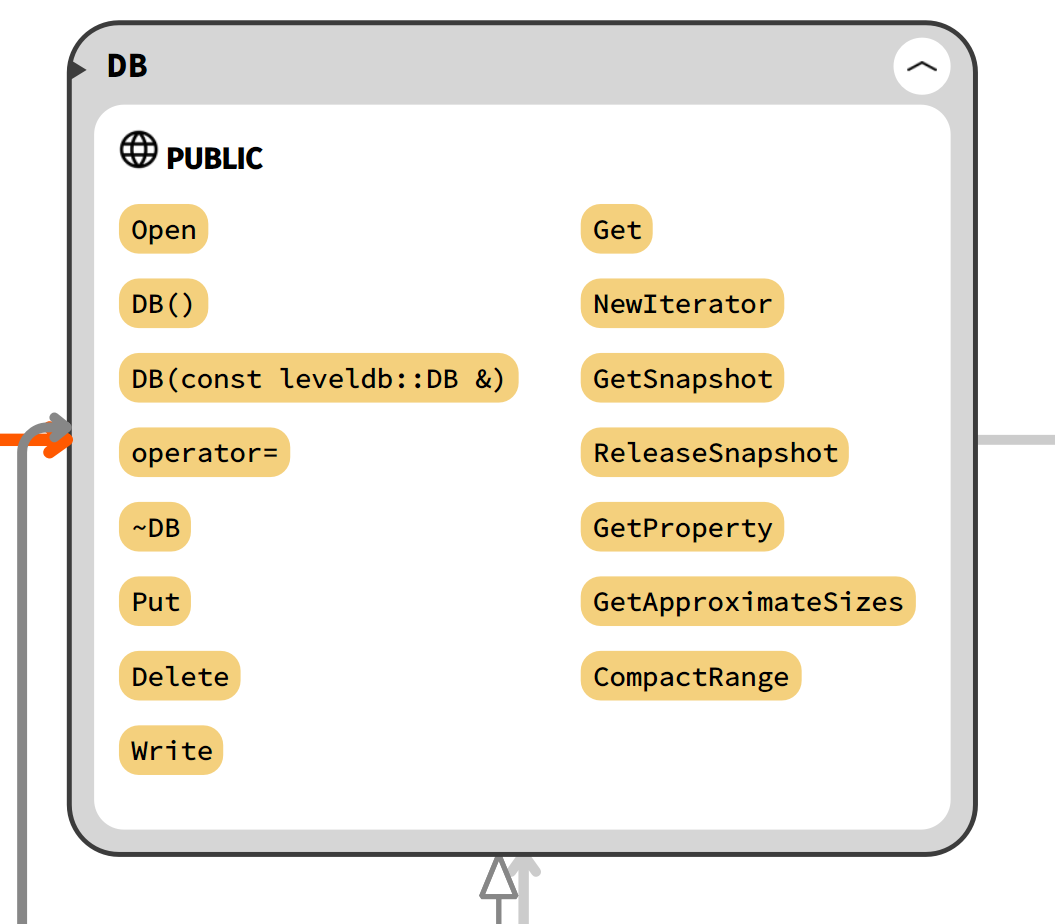 DB
PUBLIC
Open
DB()
DB(const leveldb::DB &)
operator=
~DB
Put
Delete
Write
Get
NewIterator
GetSnapshot
ReleaseSnapshot
GetProperty
GetApproximateSizes
CompactRange